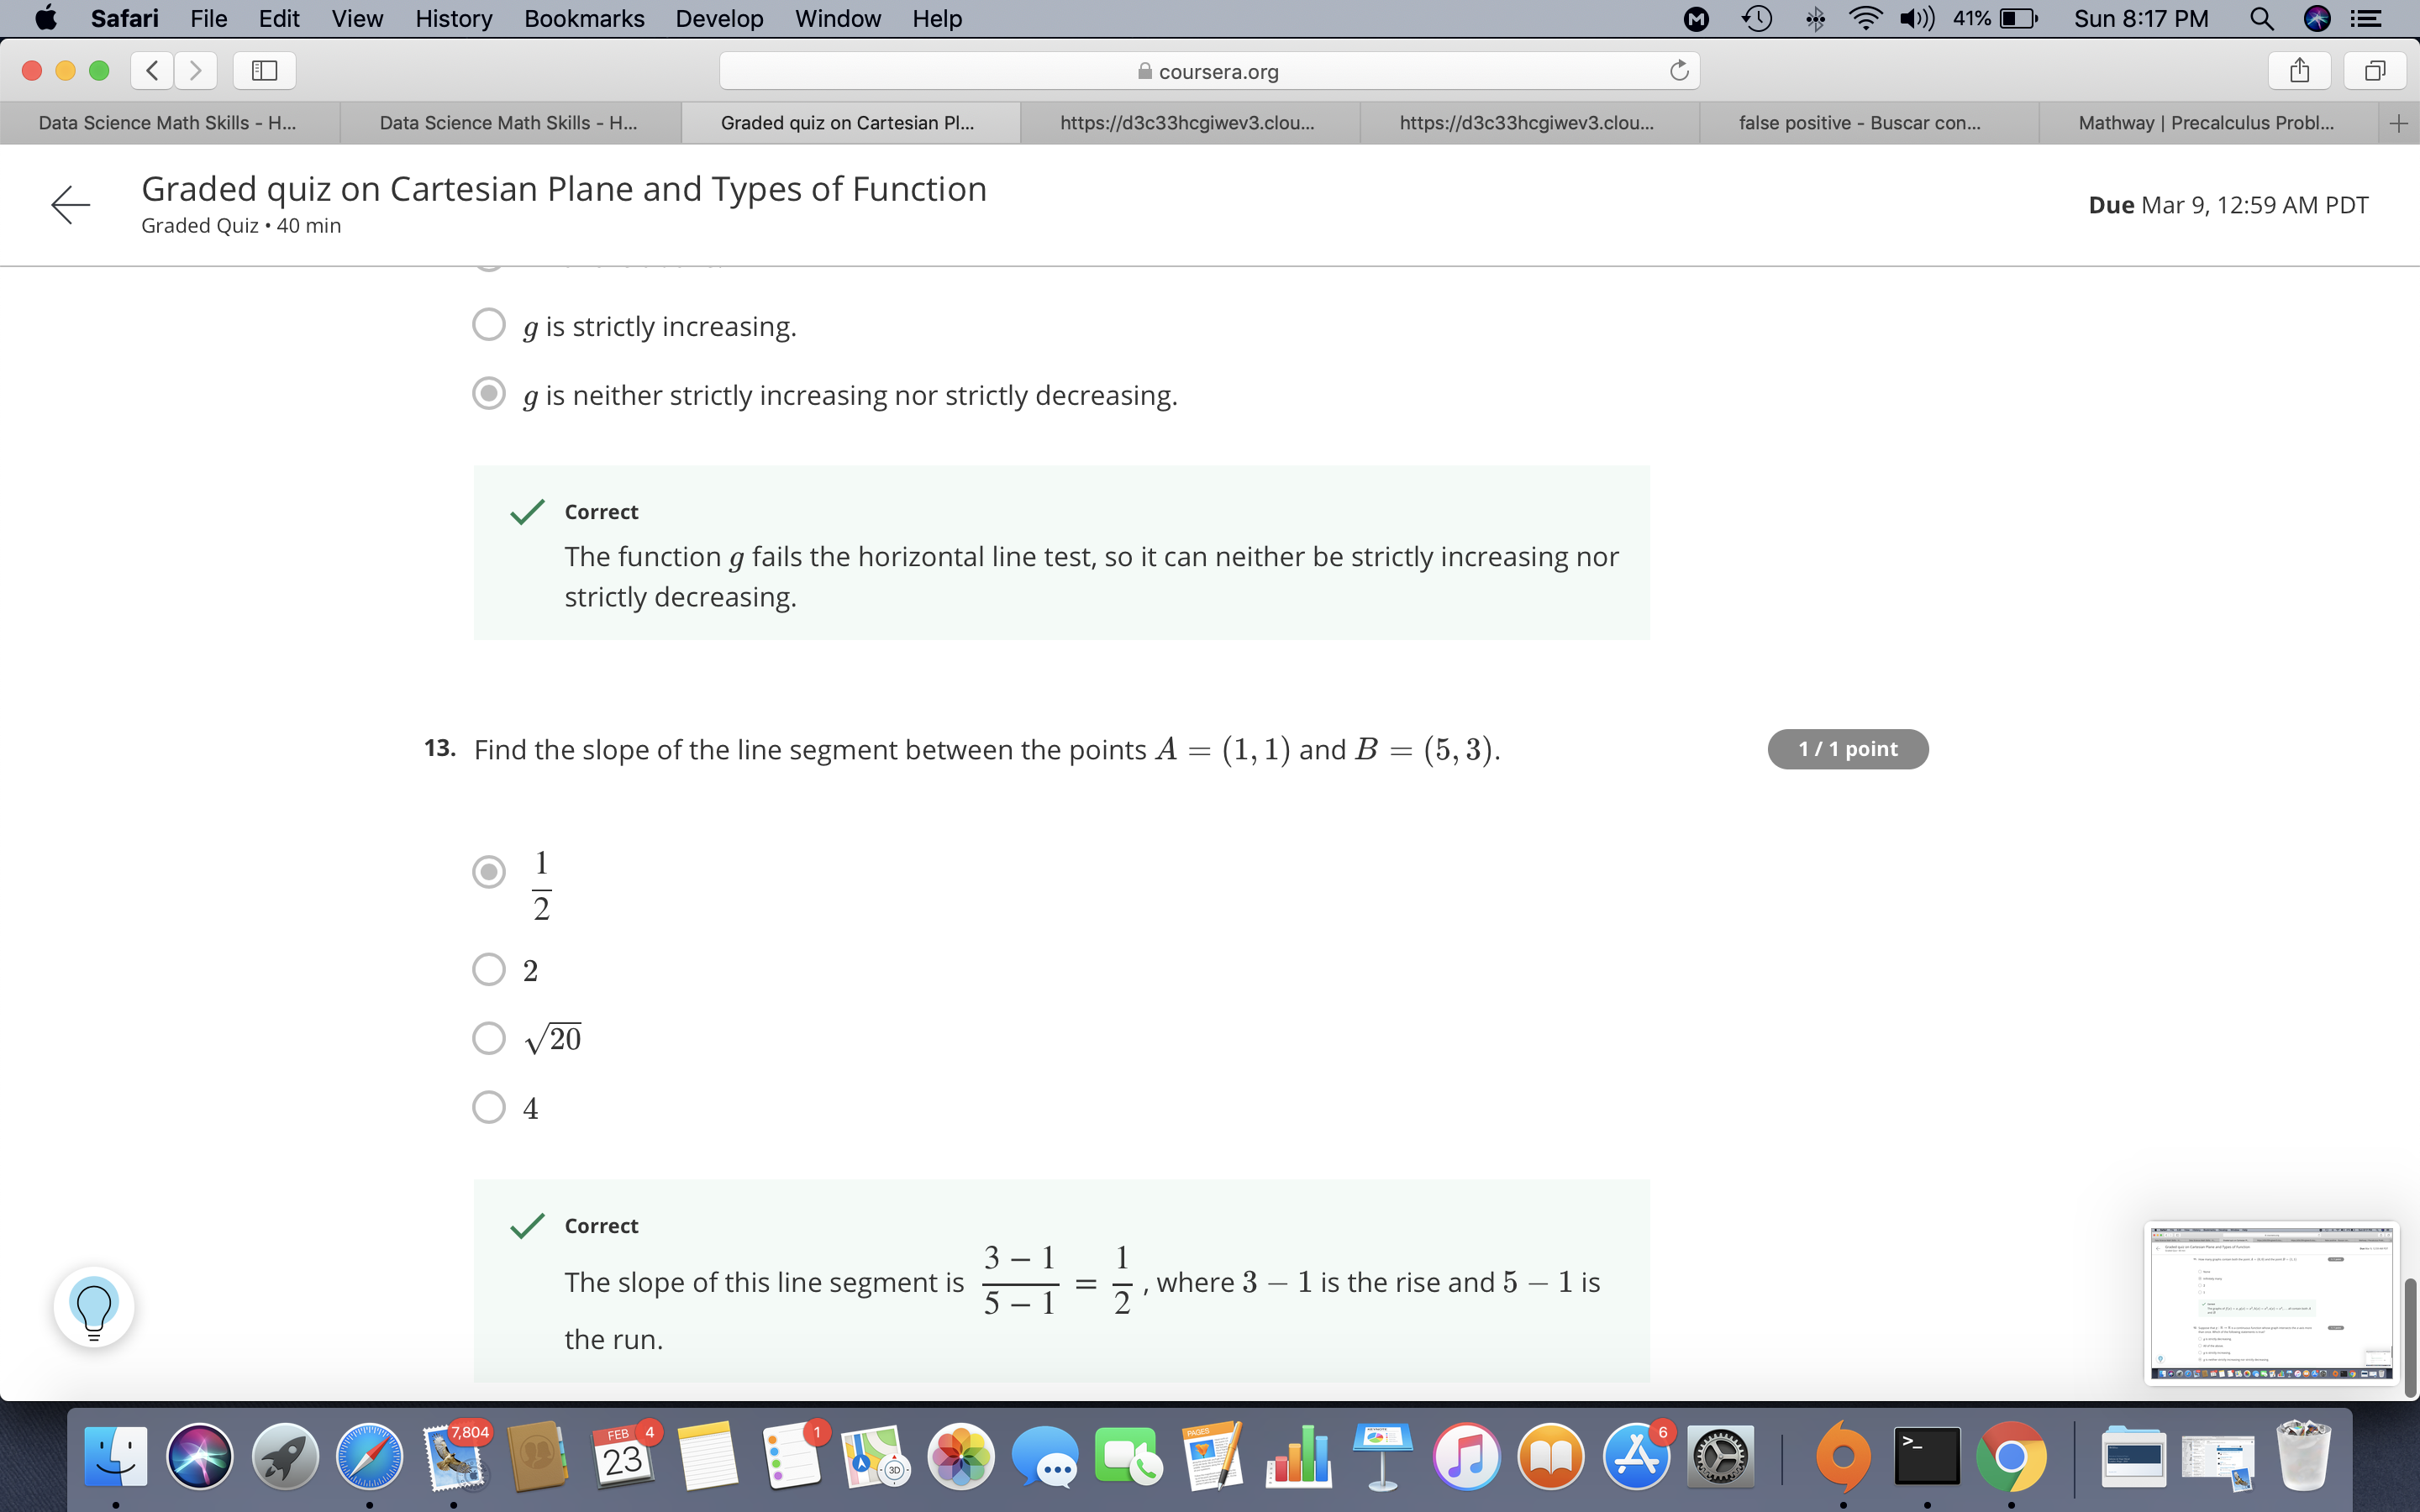 Safari File Edit View History Bookmarks Develop Window Help 41% Sun 8:17 PM
coursera.org
Data Science Math Skills - H... Data Science Math Skills - H... Graded quiz on Cartesian Pl... https://d3c33hcgiwev3.clou... https://d3c33hcgiwev3.clou... false positive - Buscar con... Mathway | Precalculus Probl...
Graded quiz on Cartesian Plane and Types of Function
Graded Quiz • 40 min
Due Mar 9, 12:59 AM PDT
g is strictly increasing.
g is neither strictly increasing nor strictly decreasing.
Correct
The function g fails the horizontal line test, so it can neither be strictly increasing nor
strictly decreasing.
13. Find the slope of the line segment between the points A = (1, 1) and B = (5, 3).
1 / 1 point
1/2
2
√20
4
Correct
The slope of this line segment is (3 − 1)/(5 − 1) = 1/2, where 3 − 1 is the rise and 5 − 1 is
the run.
7,804
FEB
23
4
1
3D
PAGES
6
>_